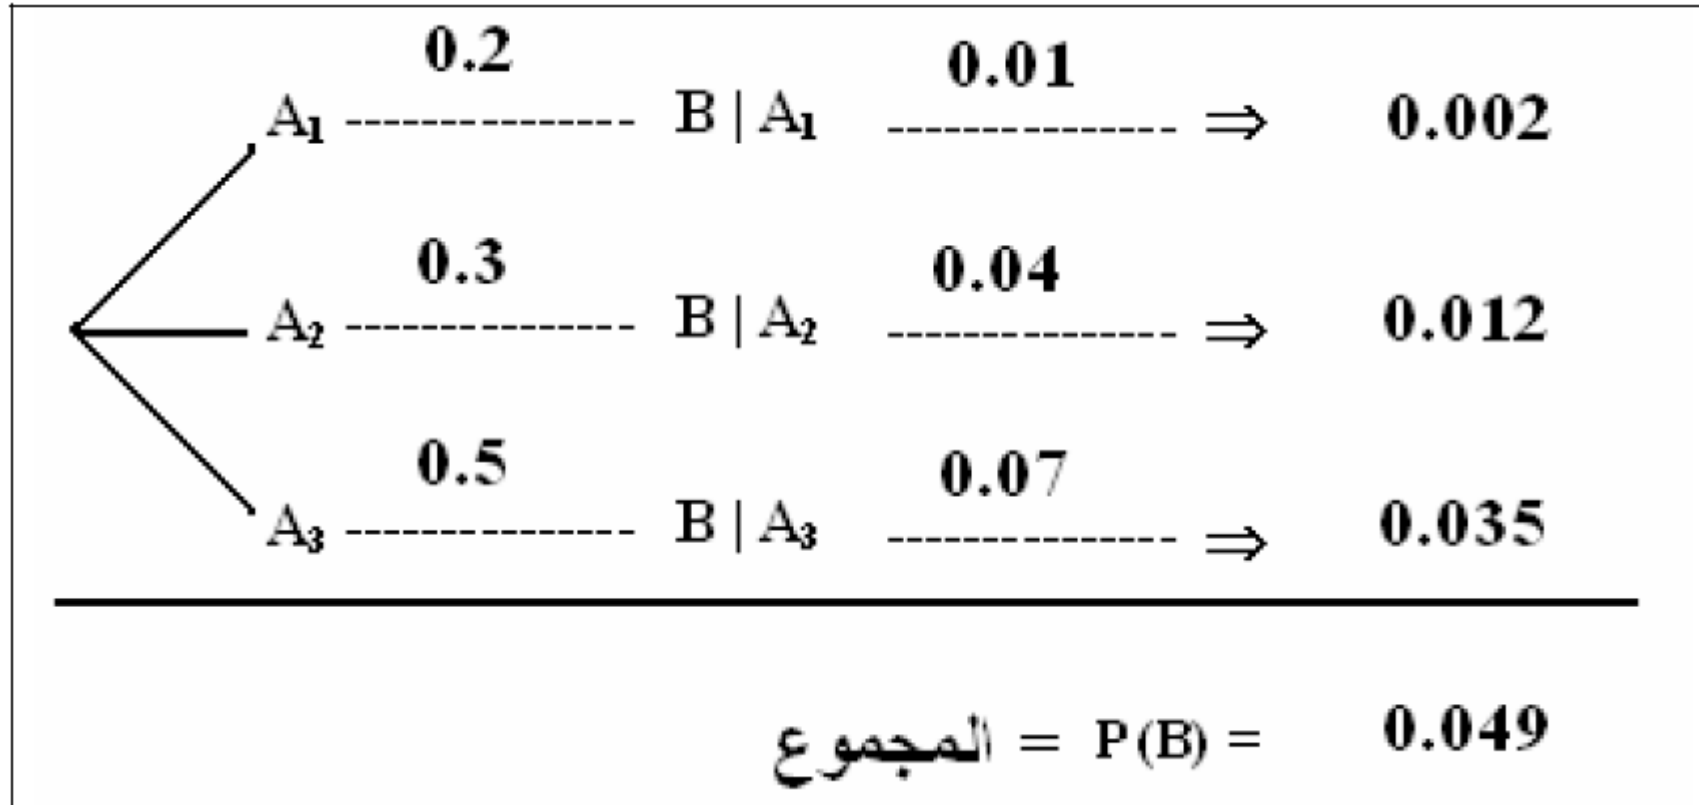 0.2 0.01
A₁ -------------- B | A₁ -------------- ⇒ 0.002
0.3 0.04
A₂ -------------- B | A₂ -------------- ⇒ 0.012
0.5 0.07
A₃ -------------- B | A₃ -------------- ⇒ 0.035
المجموع = P(B) = 0.049